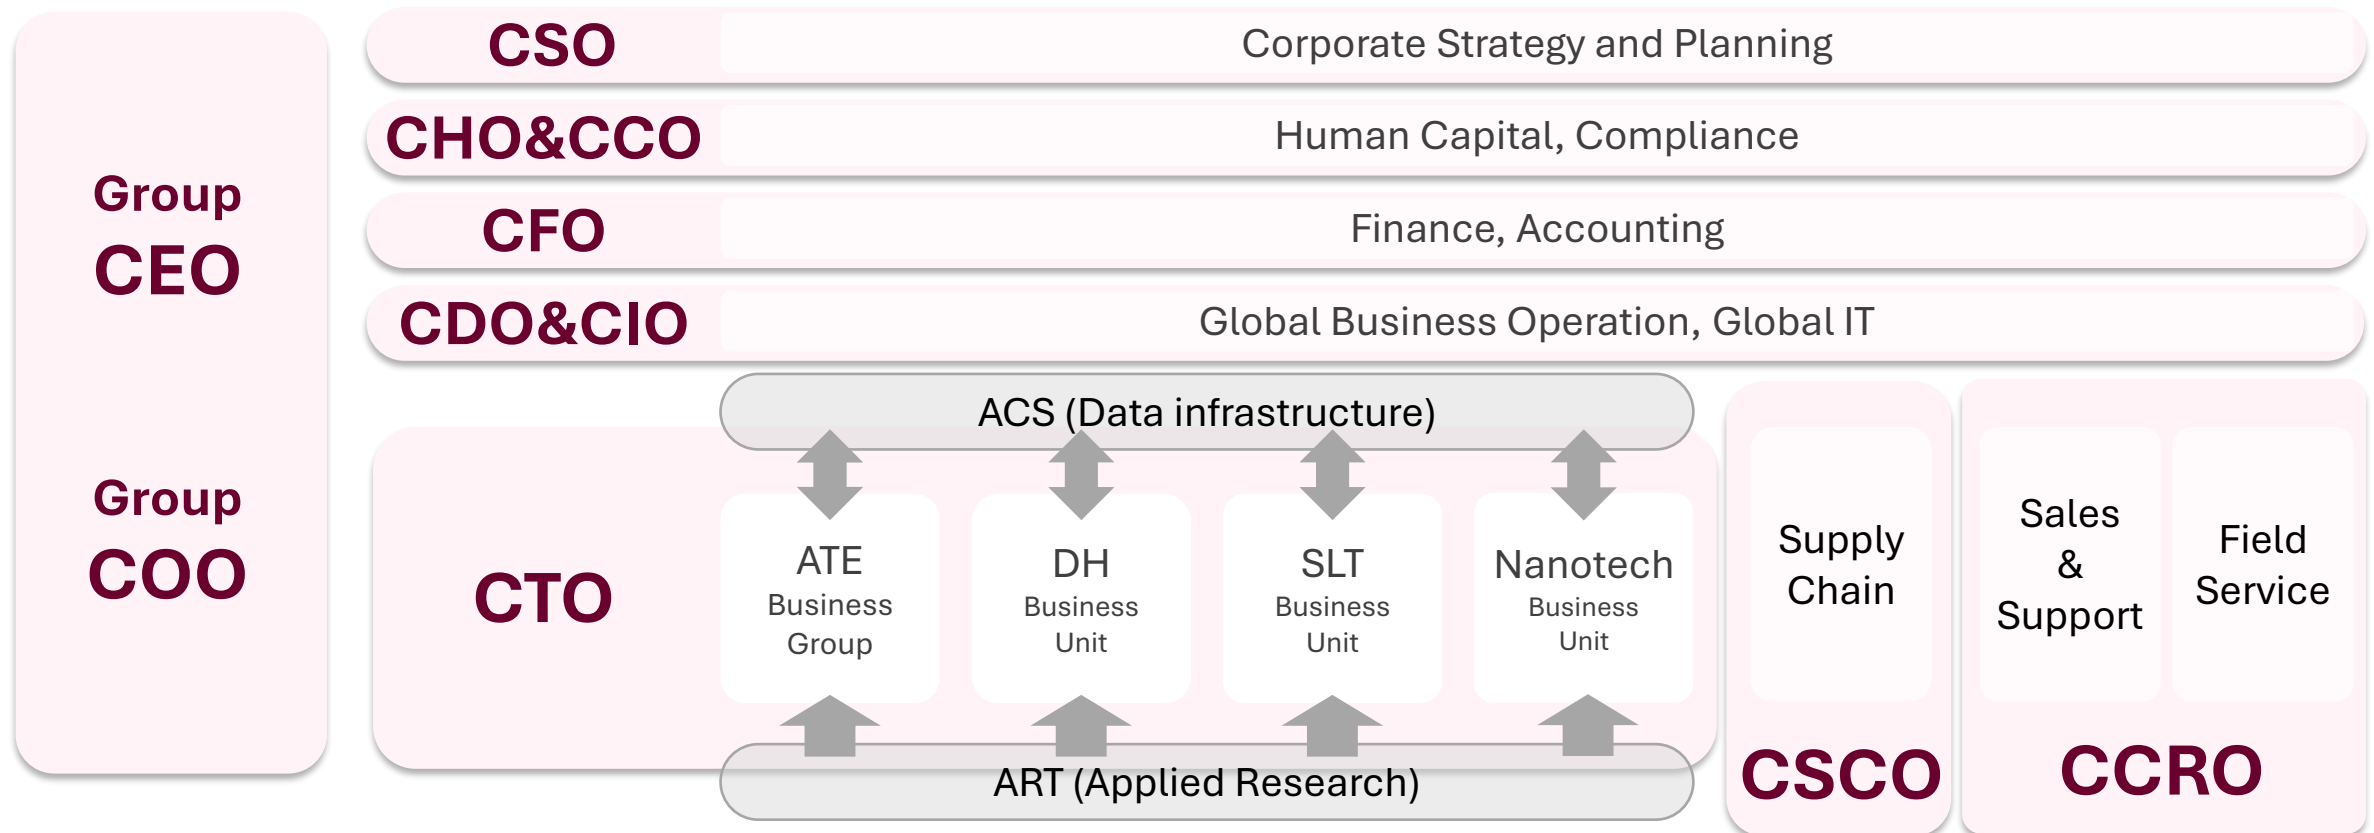 Group
CEO
Group
COO
CSO
Corporate Strategy and Planning
CHO&CCO
Human Capital, Compliance
CFO
Finance, Accounting
CDO&CIO
Global Business Operation, Global IT
ACS (Data infrastructure)
CTO
ATE
Business
Group
DH
Business
Unit
SLT
Business
Unit
Nanotech
Business
Unit
ART (Applied Research)
Supply
Chain
CSCO
Sales
&
Support
Field
Service
CCRO